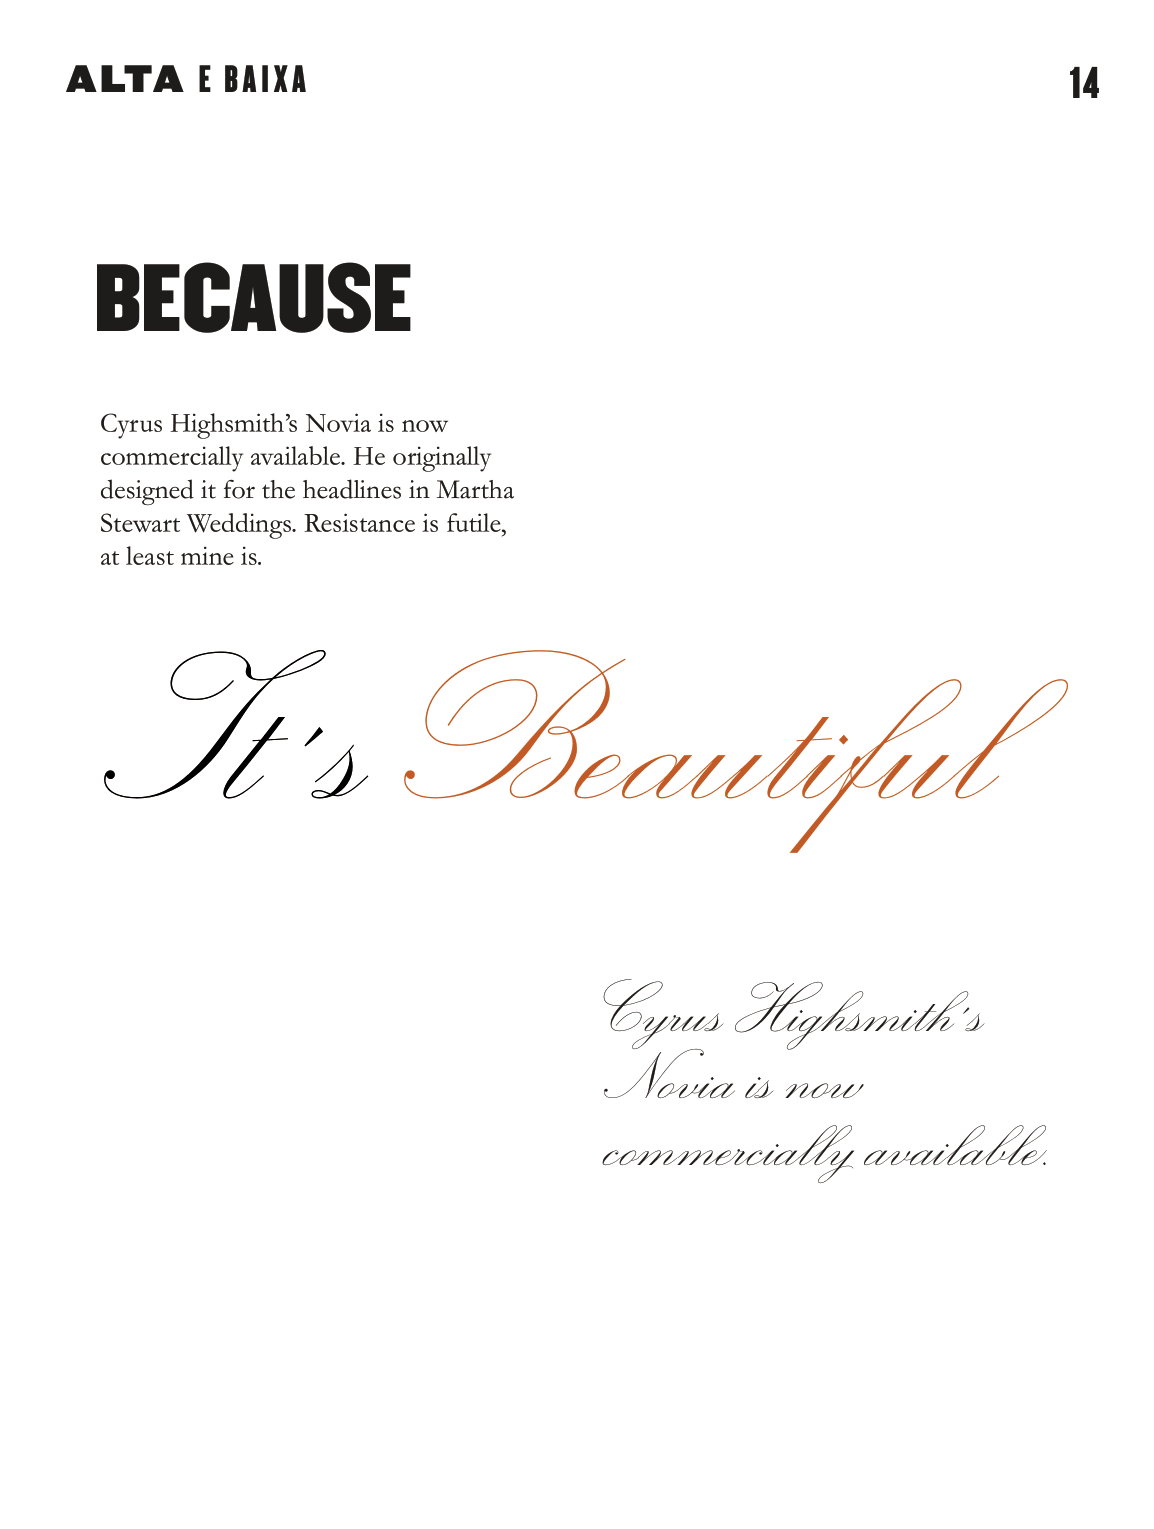 ALTA E BAIXA
14
BECAUSE
Cyrus Highsmith’s Novia is now
commercially available. He originally
designed it for the headlines in Martha
Stewart Weddings. Resistance is futile,
at least mine is.
It's Beautiful
Cyrus Highsmith's
Novia is now
commercially available.